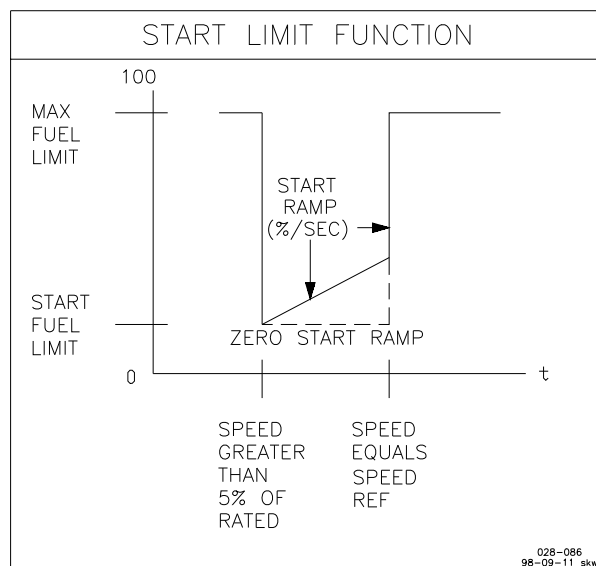 START LIMIT FUNCTION
100
MAX
FUEL
LIMIT
START
RAMP
(%/SEC)
START
FUEL
LIMIT
ZERO START RAMP
0
t
SPEED
GREATER
THAN
5% OF
RATED
SPEED
EQUALS
SPEED
REF
028-086
98-09-11 skw